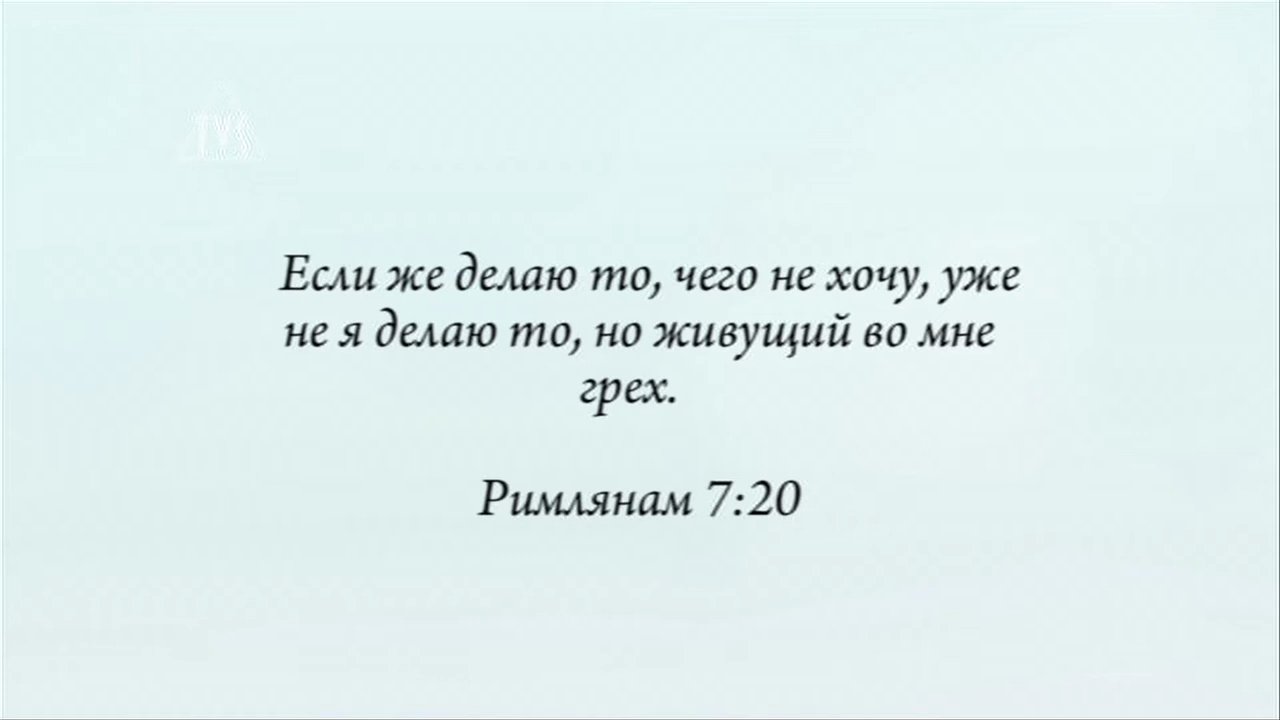 Если же делаю то, чего не хочу, уже
не я делаю то, но живущий во мне
грех.
Римлянам 7:20